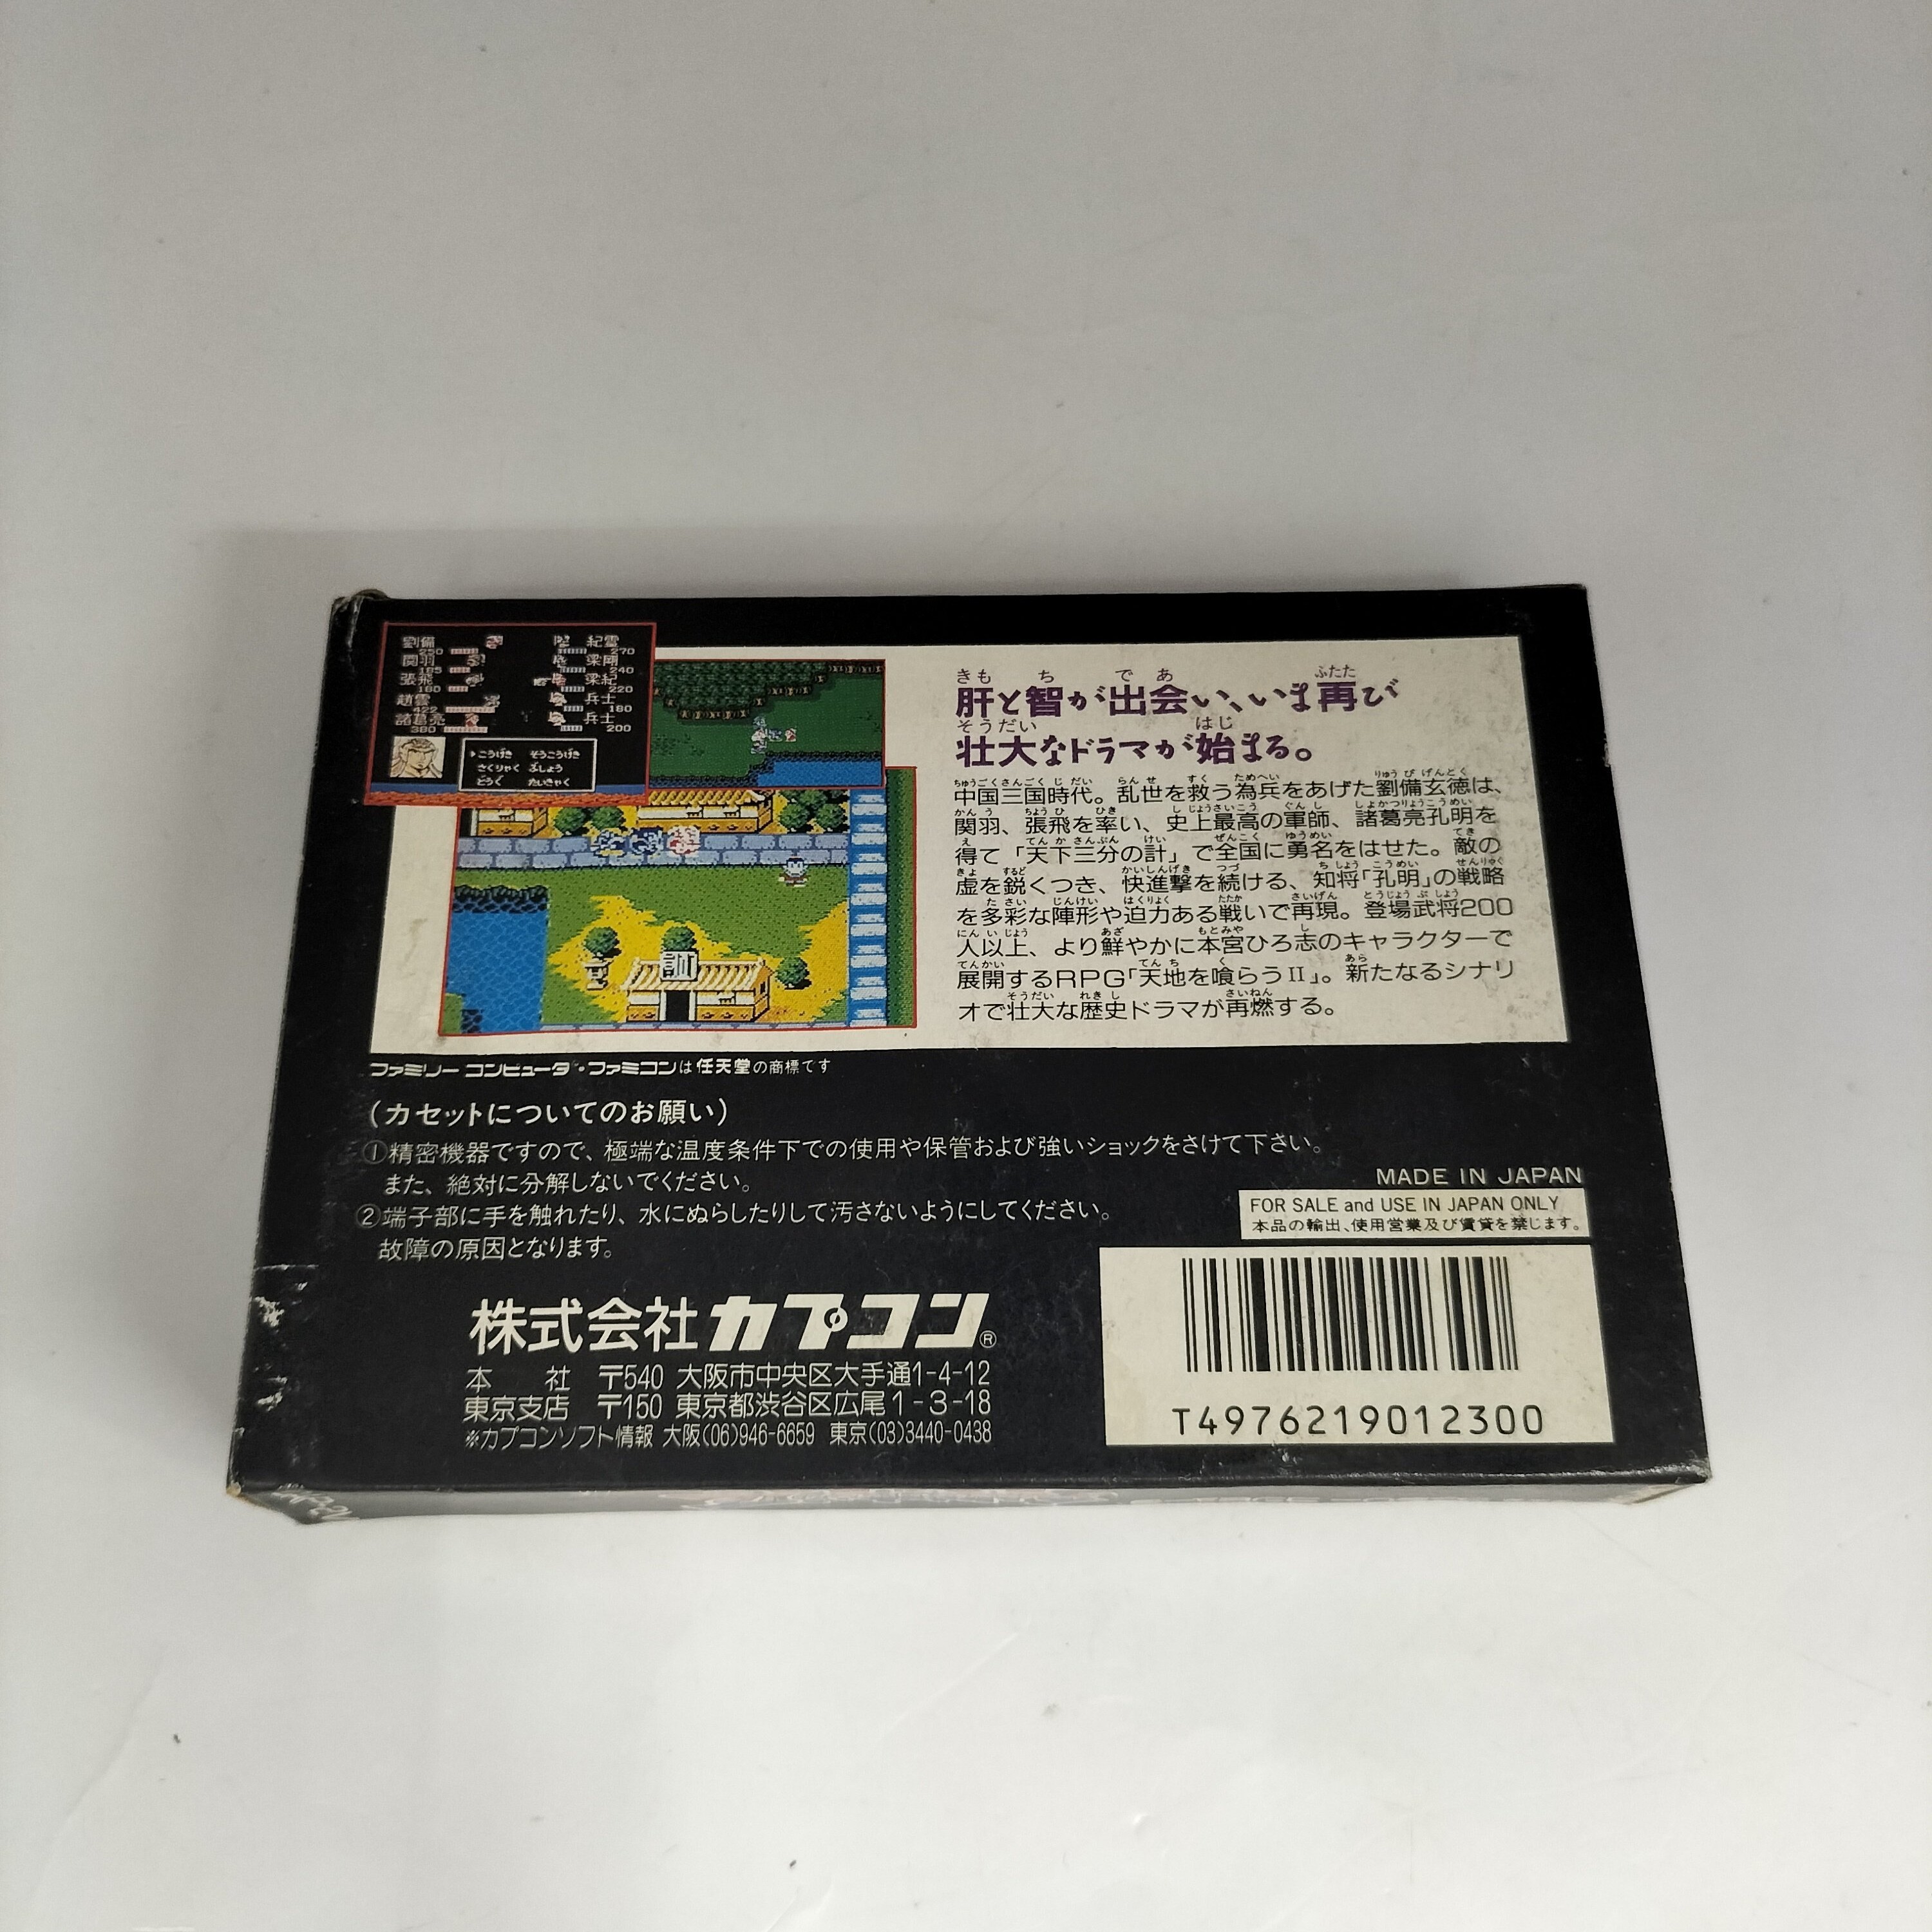 劉備
250
関羽
185
張飛
180
趙雲
422
諸葛亮
380
紀霊
270
梁剛
240
梁紀
220
兵士
180
兵士
200
こうげき そうこうげき
さくりゃく ぶしょう
どうぐ たいきゃく
訓
肝と智が出会い、いま再び
壮大なドラマが始まる。
中国三国時代。乱世を救う為兵をあげた劉備玄徳は、
関羽、張飛を率い、史上最高の軍師、諸葛亮孔明を
得て「天下三分の計」で全国に勇名をはせた。敵の
虚を鋭くつき、快進撃を続ける、知将「孔明」の戦略
を多彩な陣形や迫力ある戦いで再現。登場武将200
人以上、より鮮やかに本宮ひろ志のキャラクターで
展開するRPG「天地を喰らうII」。新たなるシナリ
オで壮大な歴史ドラマが再燃する。
ファミリーコンピュータ・ファミコンは任天堂の商標です
(カセットについてのお願い)
①精密機器ですので、極端な温度条件下での使用や保管および強いショックをさけて下さい。
また、絶対に分解しないでください。
②端子部に手を触れたり、水にぬらしたりして汚さないようにしてください。
故障の原因となります。
MADE IN JAPAN
FOR SALE and USE IN JAPAN ONLY
本品の輸出、使用営業及び賃貸を禁じます。
株式会社カプコン®
本 社 〒540 大阪市中央区大手通1-4-12
東京支店 〒150 東京都渋谷区広尾1-3-18
※カプコンソフト情報 大阪(06)946-6659 東京(03)3440-0438
T4976219012300